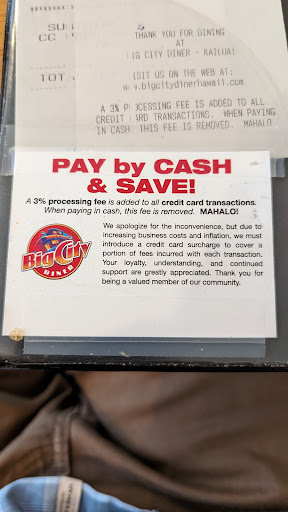 SUB
CC
TOTA
THANK YOU FOR DINING
AT
BIG CITY DINER - KAILUA!
VISIT US ON THE WEB AT:
www.bigcitydinerhawaii.com
A 3% PROCESSING FEE IS ADDED TO ALL
CREDIT CARD TRANSACTIONS. WHEN PAYING
IN CASH, THIS FEE IS REMOVED. MAHALO
PAY by CASH
& SAVE!
A 3% processing fee is added to all credit card transactions.
When paying in cash, this fee is removed. MAHALO!
Big City
DINER
We apologize for the inconvenience, but due to
increasing business costs and inflation, we must
introduce a credit card surcharge to cover a
portion of fees incurred with each transaction.
Your loyalty, understanding, and continued
support are greatly appreciated. Thank you for
being a valued member of our community.